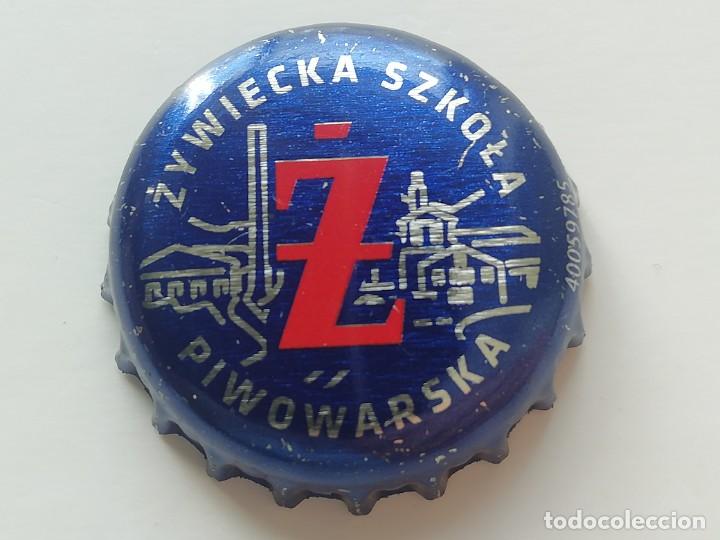 ŻYWIECKA SZKOŁA
Ż
PIWOWARSKA
40059785
todocoleccion